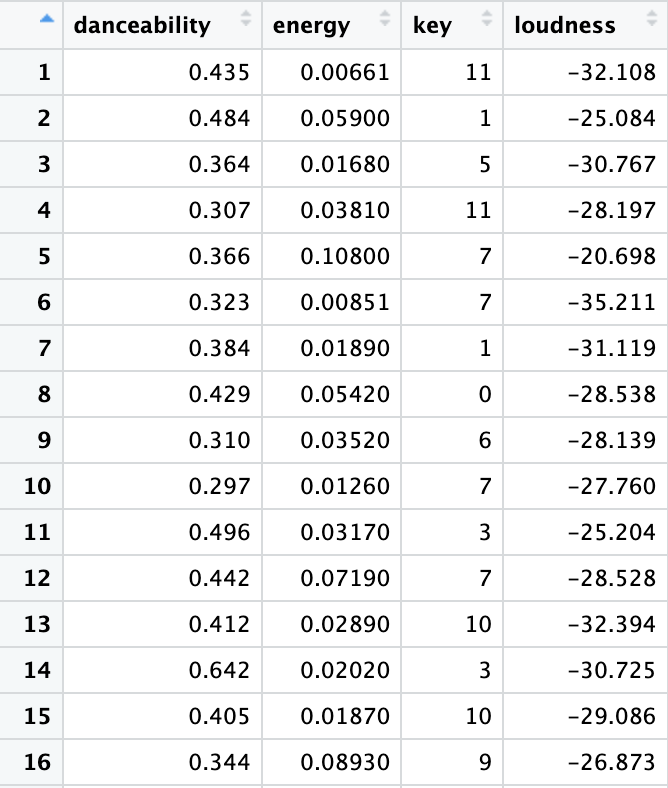 danceability energy key loudness
1 0.435 0.00661 11 −32.108
2 0.484 0.05900 1 −25.084
3 0.364 0.01680 5 −30.767
4 0.307 0.03810 11 −28.197
5 0.366 0.10800 7 −20.698
6 0.323 0.00851 7 −35.211
7 0.384 0.01890 1 −31.119
8 0.429 0.05420 0 −28.538
9 0.310 0.03520 6 −28.139
10 0.297 0.01260 7 −27.760
11 0.496 0.03170 3 −25.204
12 0.442 0.07190 7 −28.528
13 0.412 0.02890 10 −32.394
14 0.642 0.02020 3 −30.725
15 0.405 0.01870 10 −29.086
16 0.344 0.08930 9 −26.873